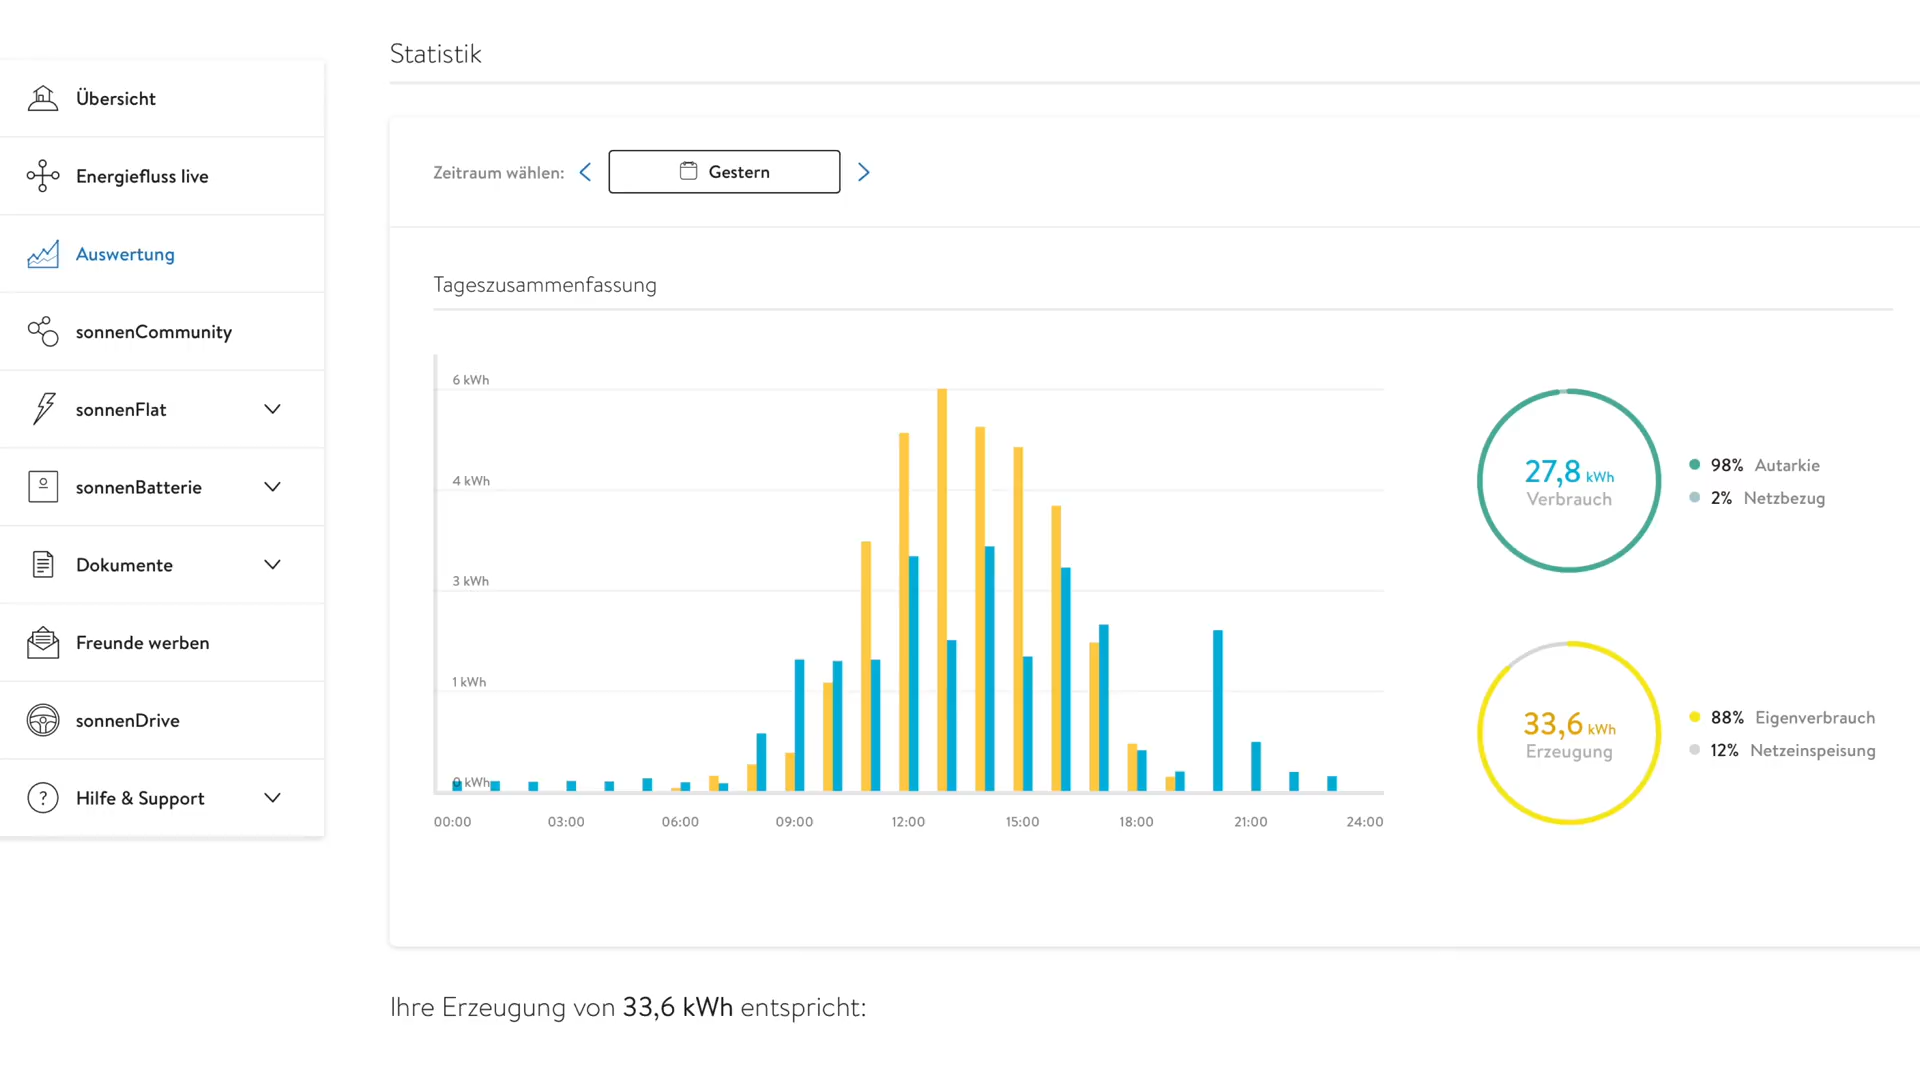 Statistik
Übersicht
Energiefluss live
Auswertung
sonnenCommunity
sonnenFlat
sonnenBatterie
Dokumente
Freunde werben
sonnenDrive
? Hilfe & Support
Zeitraum wählen: Gestern
Tageszusammenfassung
6 kWh
4 kWh
3 kWh
1 kWh
0 kWh
00:00 03:00 06:00 09:00 12:00 15:00 18:00 21:00 24:00
27,8 kWh
Verbrauch
98% Autarkie
2% Netzbezug
33,6 kWh
Erzeugung
88% Eigenverbrauch
12% Netzeinspeisung
Ihre Erzeugung von 33,6 kWh entspricht: